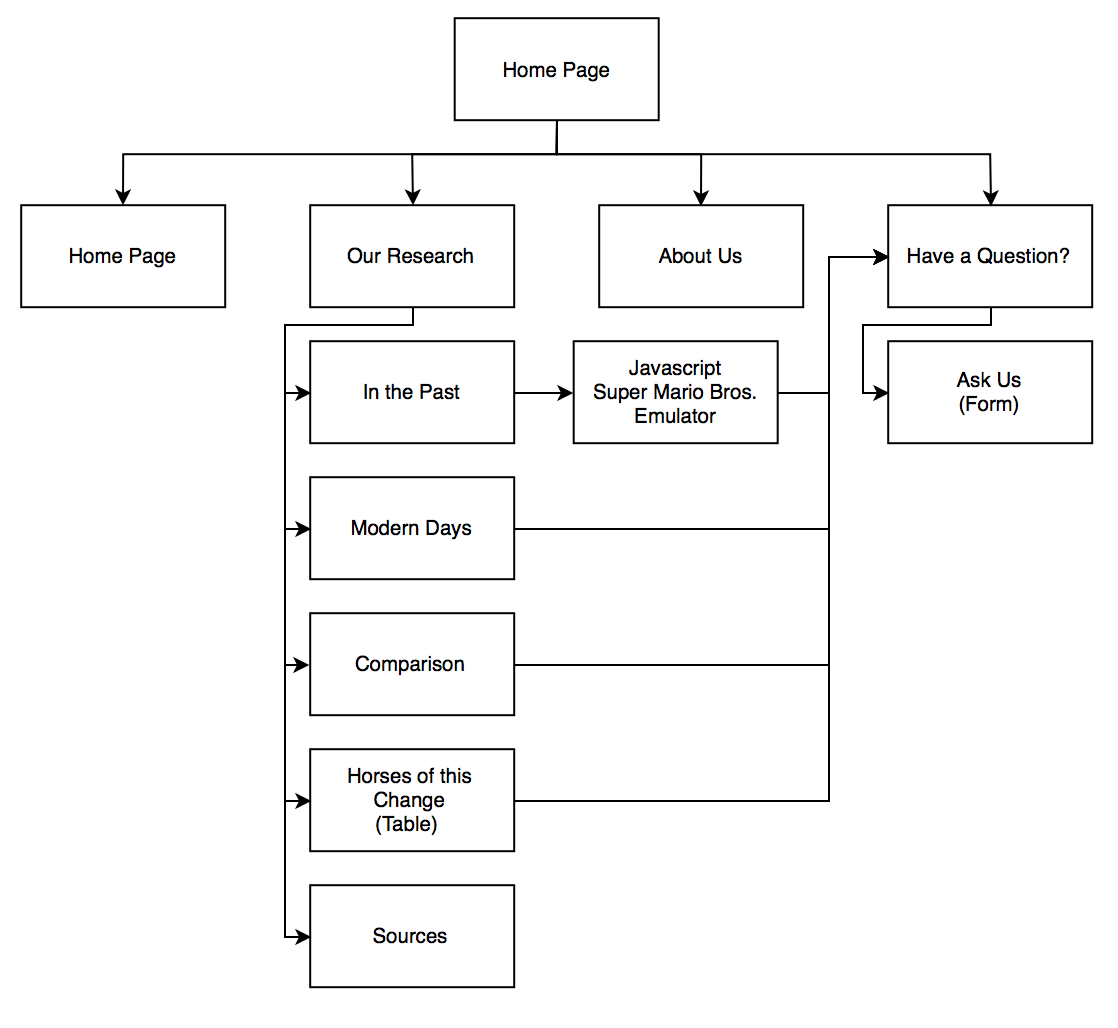 Home Page
Home Page
Our Research
About Us
Have a Question?
In the Past
Javascript
Super Mario Bros.
Emulator
Ask Us
(Form)
Modern Days
Comparison
Horses of this
Change
(Table)
Sources